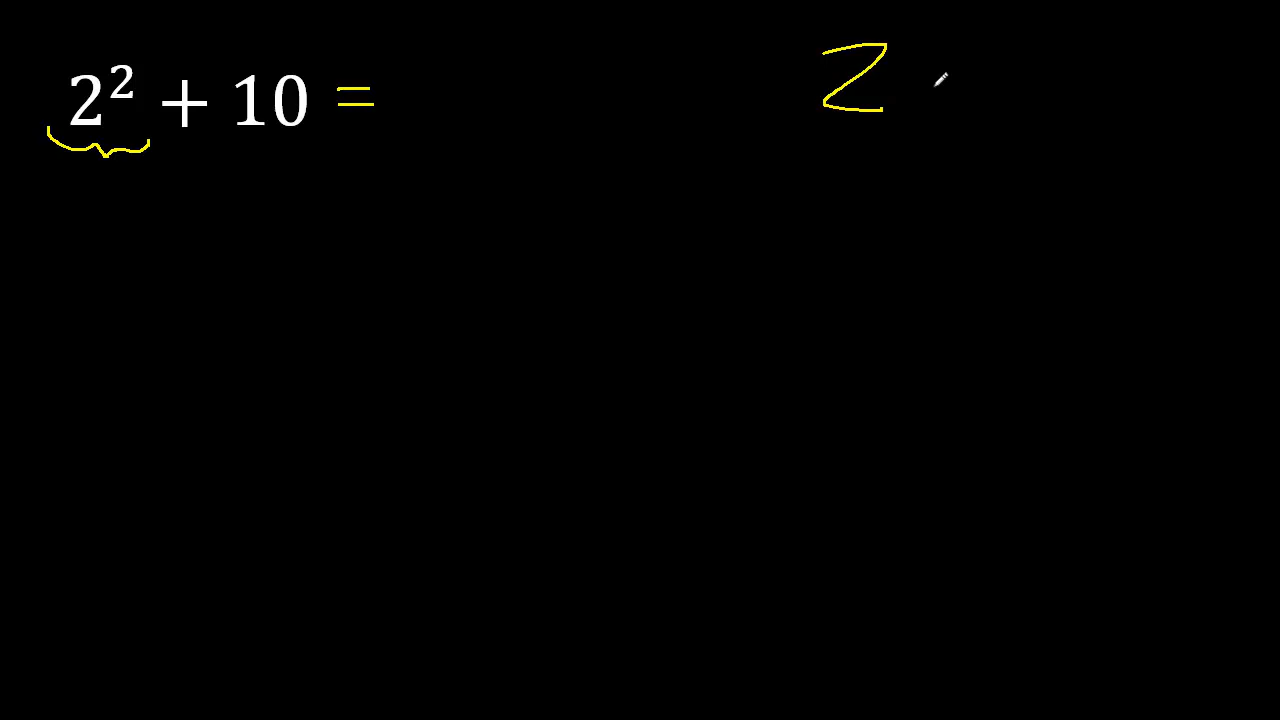 2² + 10 = 2